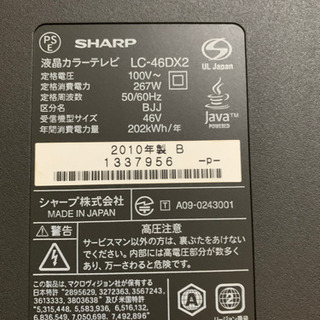 PS
E
SHARP
UL Japan
液晶カラーテレビ LC-46DX2
定格電圧 100V~
定格消費電力 267W
定格周波数 50/60Hz
区分名 BJJ
受信機型サイズ 46V
年間消費電力量 202kWh/年
Java
POWERED
2010年製 B
1337956 -p-
シャープ株式会社
MADE IN JAPAN
T A09-0243001
警告
高圧注意
サービスマン以外の方は、裏ぶたをあけないでください。内部には高電圧部分が数多くあり、万一さわると危険です。
この製品は、マクロヴィジョン社が有する
日本特許「2895629, 3272363, 3567243,
3613333, 3803638」及び米国特許
「5,315,448, 5,583,936, 6,516,132,
6,836,549, 7,050,698, 7,492,896」
A
2